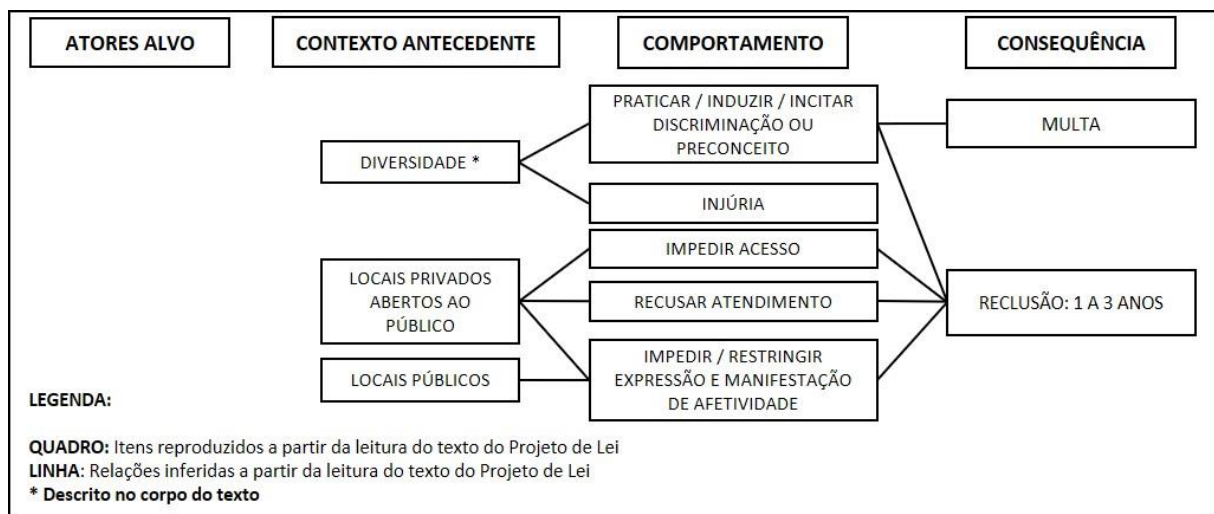 ATORES ALVO
CONTEXTO ANTECEDENTE
COMPORTAMENTO
CONSEQUÊNCIA
PRATICAR / INDUZIR / INCITAR
DISCRIMINAÇÃO OU
PRECONCEITO
MULTA
DIVERSIDADE *
INJÚRIA
IMPEDIR ACESSO
LOCAIS PRIVADOS
ABERTOS AO
PÚBLICO
RECUSAR ATENDIMENTO
RECLUSÃO: 1 A 3 ANOS
IMPEDIR / RESTRINGIR
EXPRESSÃO E MANIFESTAÇÃO
DE AFETIVIDADE
LOCAIS PÚBLICOS
LEGENDA:
QUADRO: Itens reproduzidos a partir da leitura do texto do Projeto de Lei
LINHA: Relações inferidas a partir da leitura do texto do Projeto de Lei
* Descrito no corpo do texto